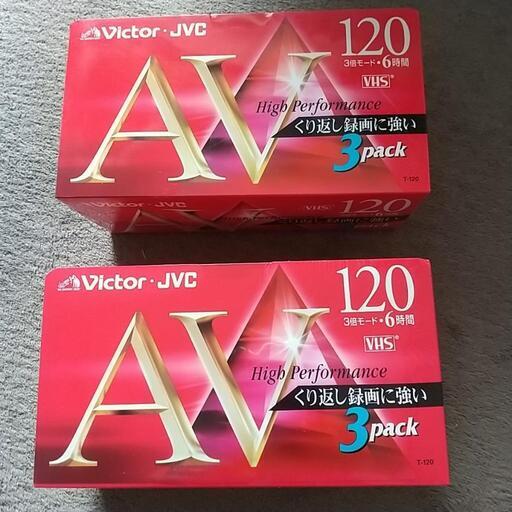 Victor・JVC
120
3倍モード・6時間
VHS
AV
High Performance
くり返し録画に強い
3pack
T-120
Victor・JVC
120
3倍モード・6時間
VHS
AV
High Performance
くり返し録画に強い
3pack
T-120